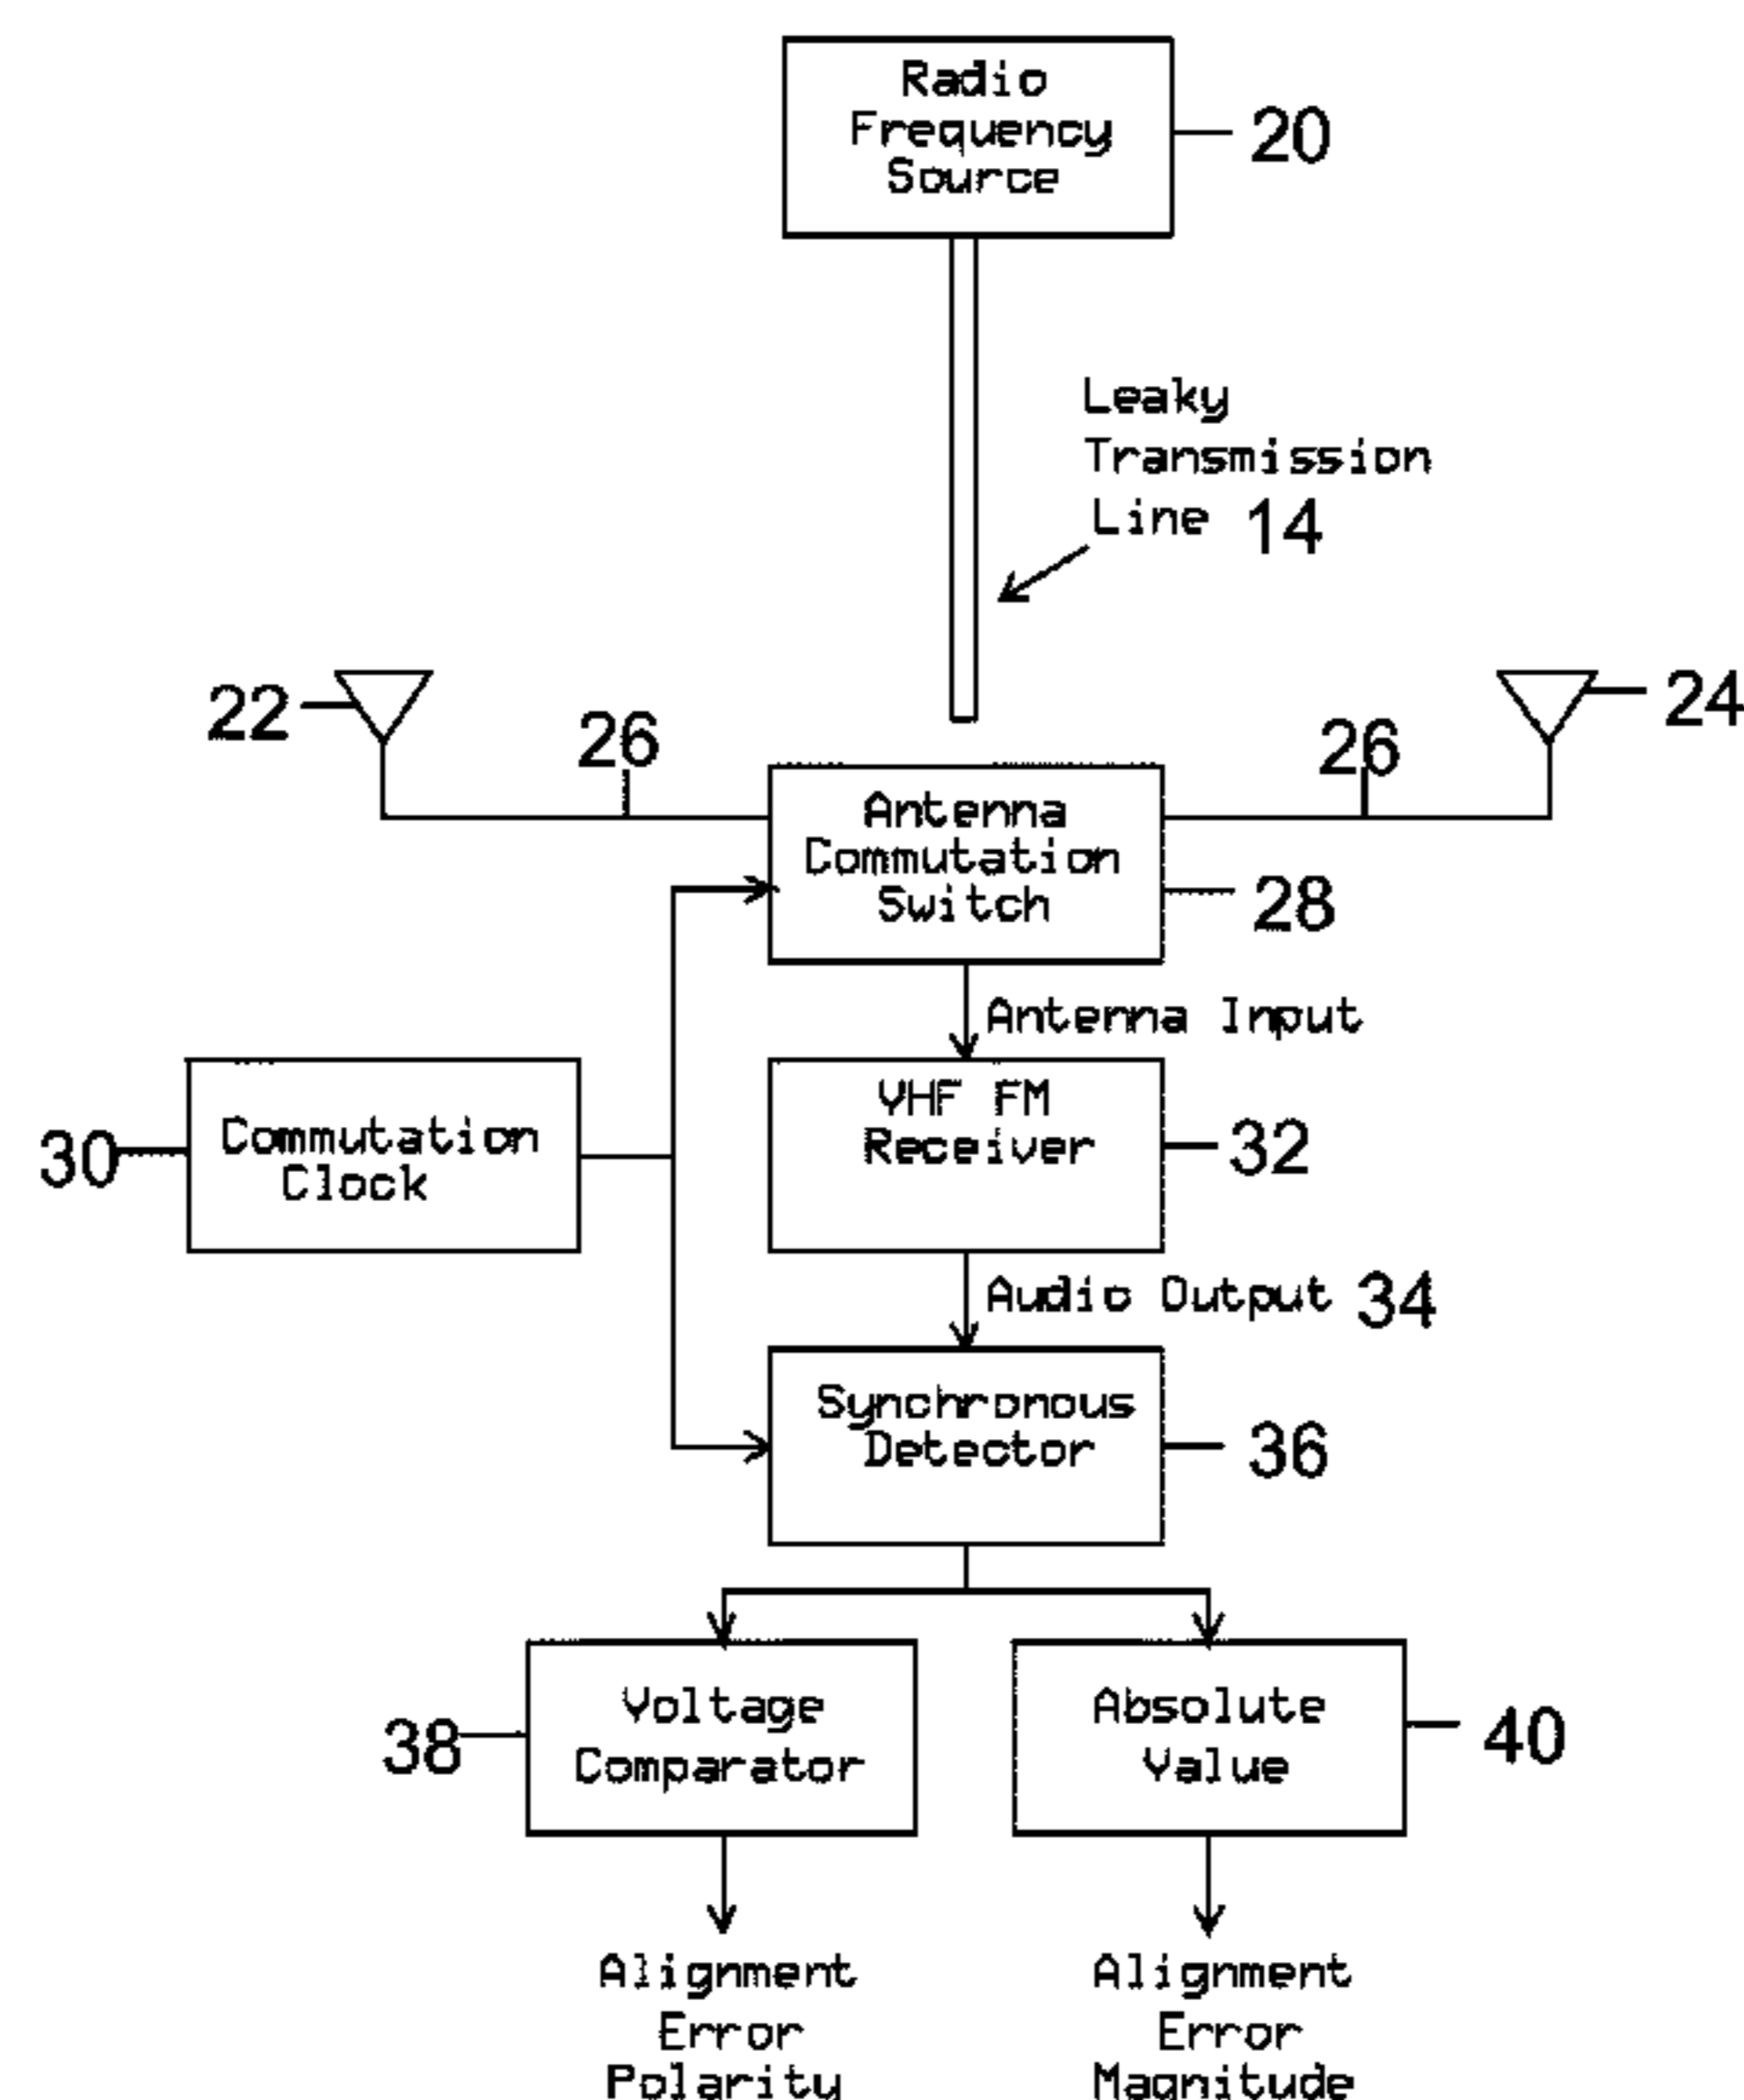 Radio
Frequency
Source
20
Leaky
Transmission
Line 14
22
26
26
24
Antenna
Commutation
Switch
28
Antenna Input
30
Commutation
Clock
VHF FM
Receiver
32
Audio Output 34
Synchronous
Detector
36
38
Voltage
Comparator
Absolute
Value
40
Alignment
Error
Polarity
Alignment
Error
Magnitude